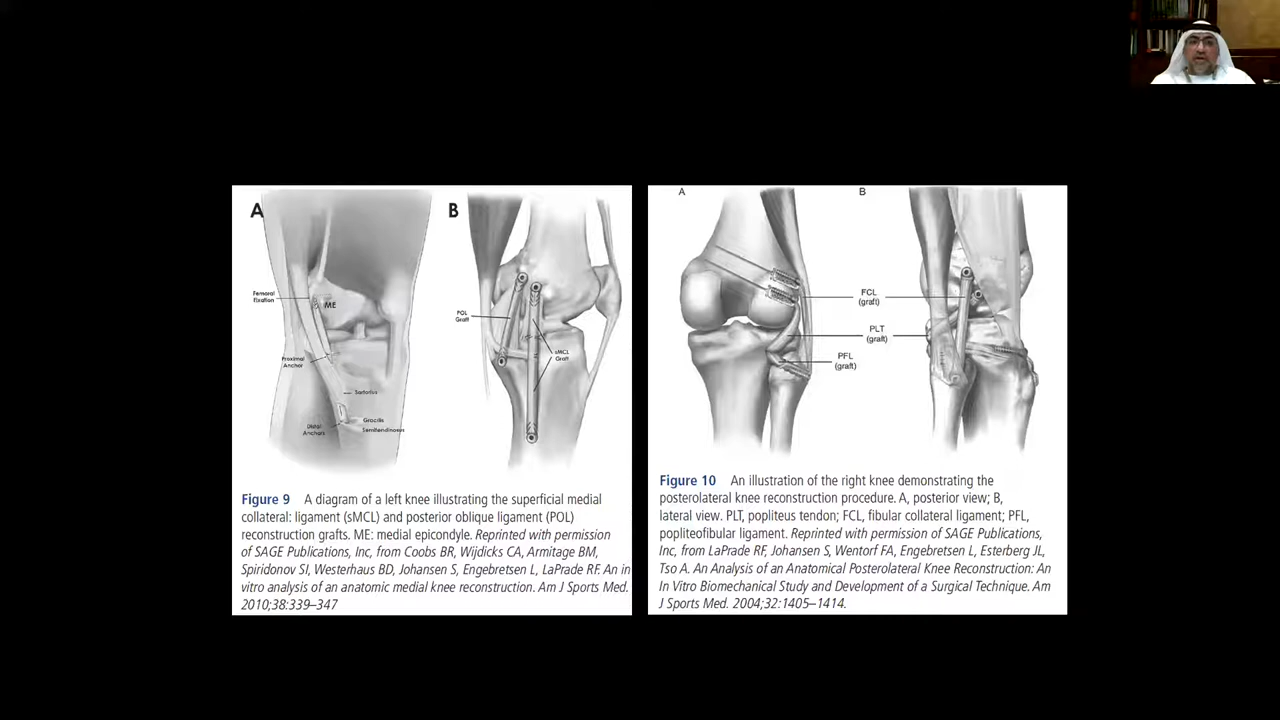 A
B
Femoral
Fixation
ME
POL
Graft
Proximal
Anchor
sMCL
Graft
Sartorius
Gracilis
Distal
Anchors
Semitendinosus
Figure 9 A diagram of a left knee illustrating the superficial medial
collateral: ligament (sMCL) and posterior oblique ligament (POL)
reconstruction grafts. ME: medial epicondyle. Reprinted with permission
of SAGE Publications, Inc, from Coobs BR, Wijdicks CA, Armitage BM,
Spiridonov SI, Westerhaus BD, Johansen S, Engebretsen L, LaPrade RF. An in
vitro analysis of an anatomic medial knee reconstruction. Am J Sports Med.
2010;38:339–347
A
B
FCL
(graft)
PLT
(graft)
PFL
(graft)
Figure 10 An illustration of the right knee demonstrating the
posterolateral knee reconstruction procedure. A, posterior view; B,
lateral view. PLT, popliteus tendon; FCL, fibular collateral ligament; PFL,
popliteofibular ligament. Reprinted with permission of SAGE Publications,
Inc, from LaPrade RF, Johansen S, Wentorf FA, Engebretsen L, Esterberg JL,
Tso A. An Analysis of an Anatomical Posterolateral Knee Reconstruction: An
In Vitro Biomechanical Study and Development of a Surgical Technique. Am
J Sports Med. 2004;32:1405–1414.